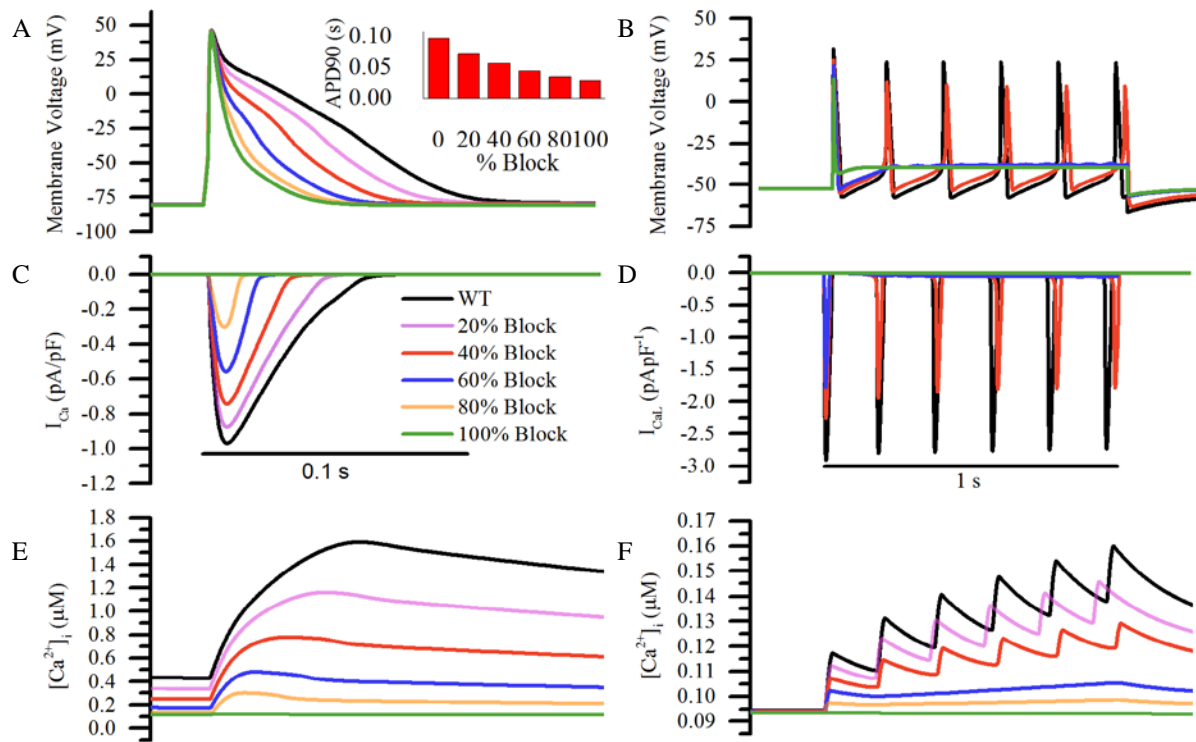 A
Membrane Voltage (mV)
50
25
0
-25
-50
-75
-100
APD90 (s)
0.10
0.05
0.00
0 20 40 60 80 100
% Block
B
Membrane Voltage (mV)
50
25
0
-25
-50
-75
C
I_Ca (pA/pF)
0.0
-0.2
-0.4
-0.6
-0.8
-1.0
-1.2
WT
20% Block
40% Block
60% Block
80% Block
100% Block
0.1 s
D
I_CaL (pApF⁻¹)
0.0
-0.5
-1.0
-1.5
-2.0
-2.5
-3.0
1 s
E
[Ca²⁺]i (μM)
1.8
1.6
1.4
1.2
1.0
0.8
0.6
0.4
0.2
0.0
F
[Ca²⁺]i (μM)
0.17
0.16
0.15
0.14
0.13
0.12
0.11
0.10
0.09